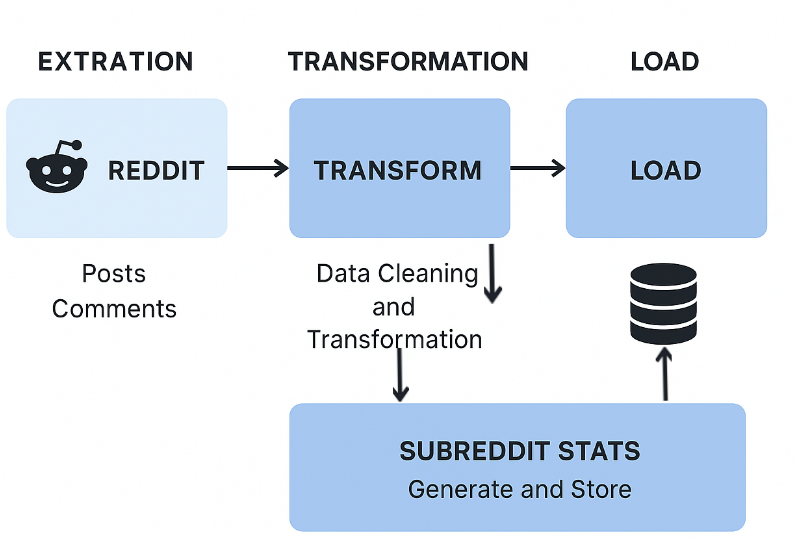 EXTRATION
TRANSFORMATION
LOAD
REDDIT
TRANSFORM
LOAD
Posts
Comments
Data Cleaning
and
Transformation
SUBREDDIT STATS
Generate and Store